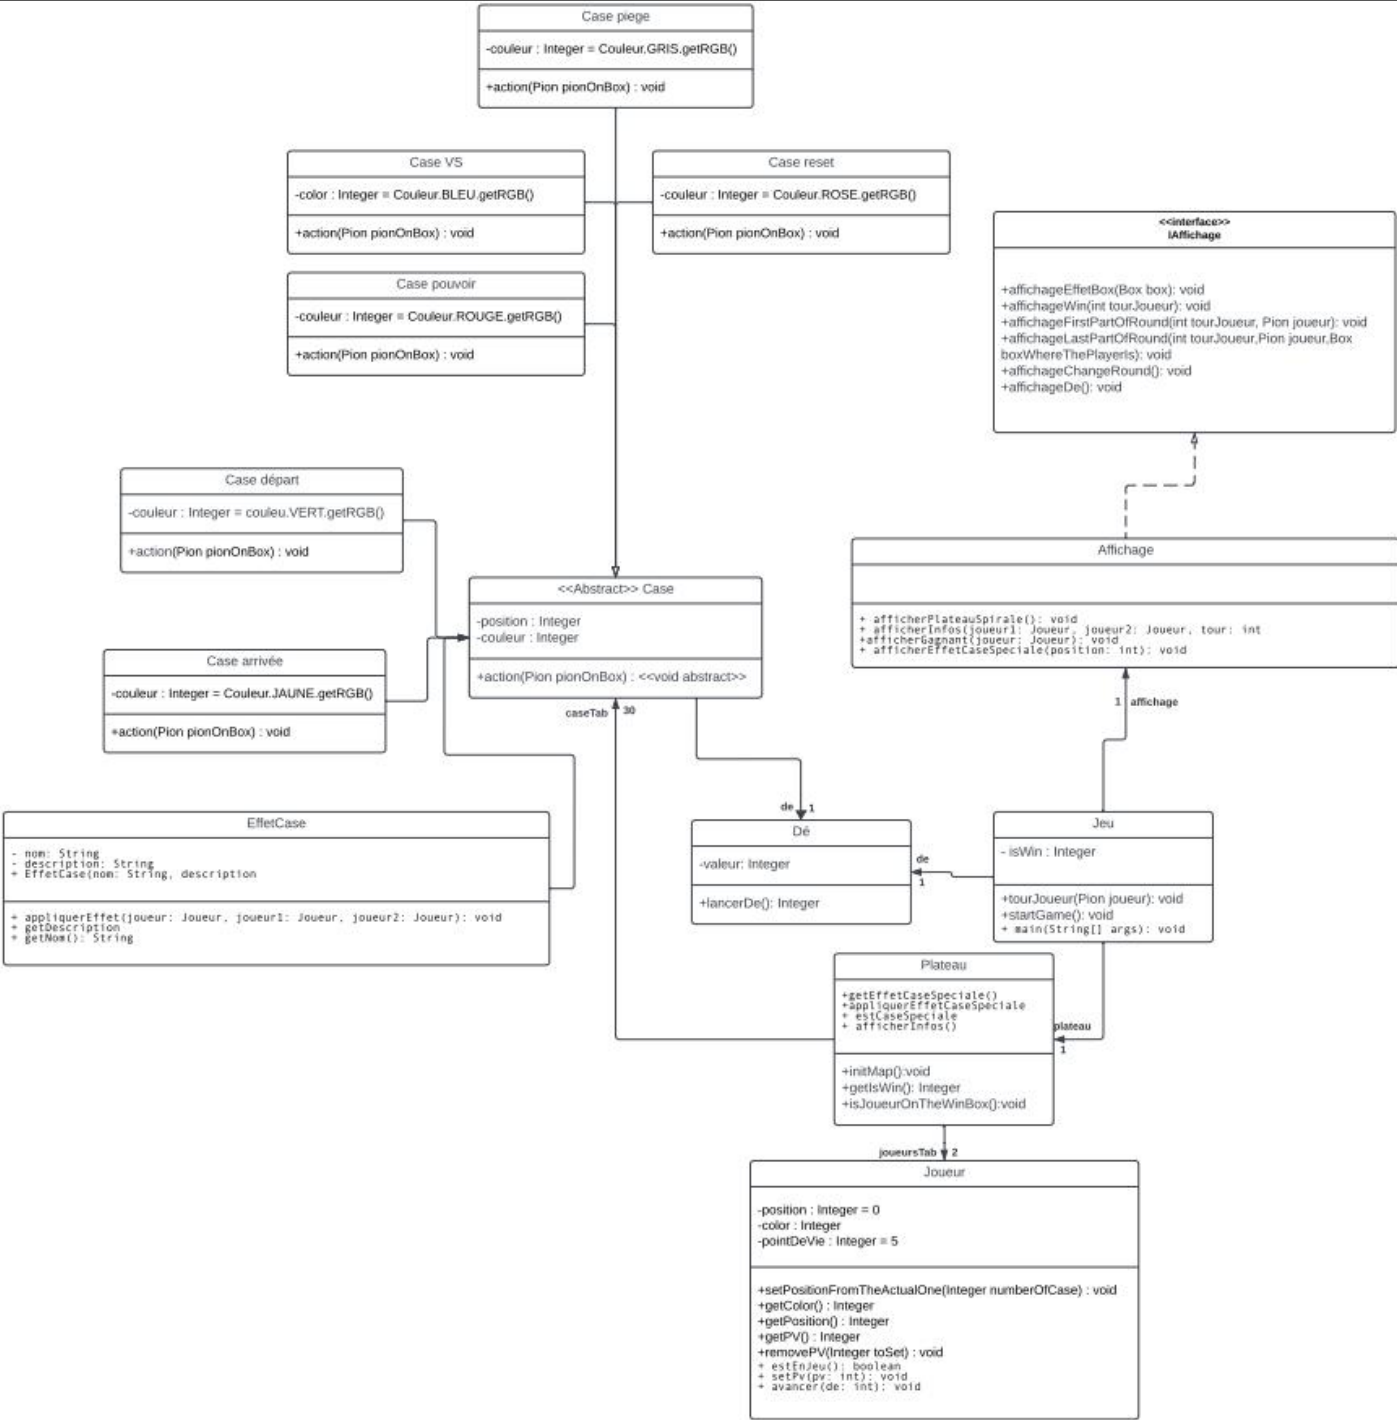 Case piege
-couleur : Integer = Couleur.GRIS.getRGB()
+action(Pion pionOnBox) : void
Case VS
-color : Integer = Couleur.BLEU.getRGB()
+action(Pion pionOnBox) : void
Case reset
-couleur : Integer = Couleur.ROSE.getRGB()
+action(Pion pionOnBox) : void
Case pouvoir
-couleur : Integer = Couleur.ROUGE.getRGB()
+action(Pion pionOnBox) : void
<<interface>>
IAffichage
+affichageEffetBox(Box box): void
+affichageWin(int tourJoueur): void
+affichageFirstPartOfRound(int tourJoueur, Pion joueur): void
+affichageLastPartOfRound(int tourJoueur,Pion joueur,Box
boxWhereThePlayerIs): void
+affichageChangeRound(): void
+affichageDe(): void
Case départ
-couleur : Integer = couleu.VERT.getRGB()
+action(Pion pionOnBox) : void
Affichage
+ afficherPlateauSpirale(): void
+ afficherInfos(joueur1: Joueur, joueur2: Joueur, tour: int
+afficherGagnant(joueur: Joueur): void
+ afficherEffetCaseSpeciale(position: int): void
<<Abstract>> Case
-position : Integer
-couleur : Integer
+action(Pion pionOnBox) : <<void abstract>>
Case arrivée
-couleur : Integer = Couleur.JAUNE.getRGB()
+action(Pion pionOnBox) : void
caseTab
30
1
affichage
EffetCase
- nom: String
- description: String
+ EffetCase(nom: String, description
+ appliquerEffet(joueur: Joueur, joueur1: Joueur, joueur2: Joueur): void
+ getDescription
+ getNom(): String
de
1
Dé
-valeur: Integer
+lancerDe(): Integer
de
1
Jeu
- isWin : Integer
+tourJoueur(Pion joueur): void
+startGame(): void
+ main(String[] args): void
Plateau
+getEffetCaseSpeciale()
+appliquerEffetCaseSpeciale
+ estCaseSpeciale
+ afficherInfos()
+initMap():void
+getIsWin(): Integer
+isJoueurOnTheWinBox():void
plateau
1
joueursTab
2
Joueur
-position : Integer = 0
-color : Integer
-pointDeVie : Integer = 5
+setPositionFromTheActualOne(Integer numberOfCase) : void
+getColor() : Integer
+getPosition() : Integer
+getPV() : Integer
+removePV(Integer toSet) : void
+ estEnJeu(): boolean
+ setPv(pv: int): void
+ avancer(de: int): void